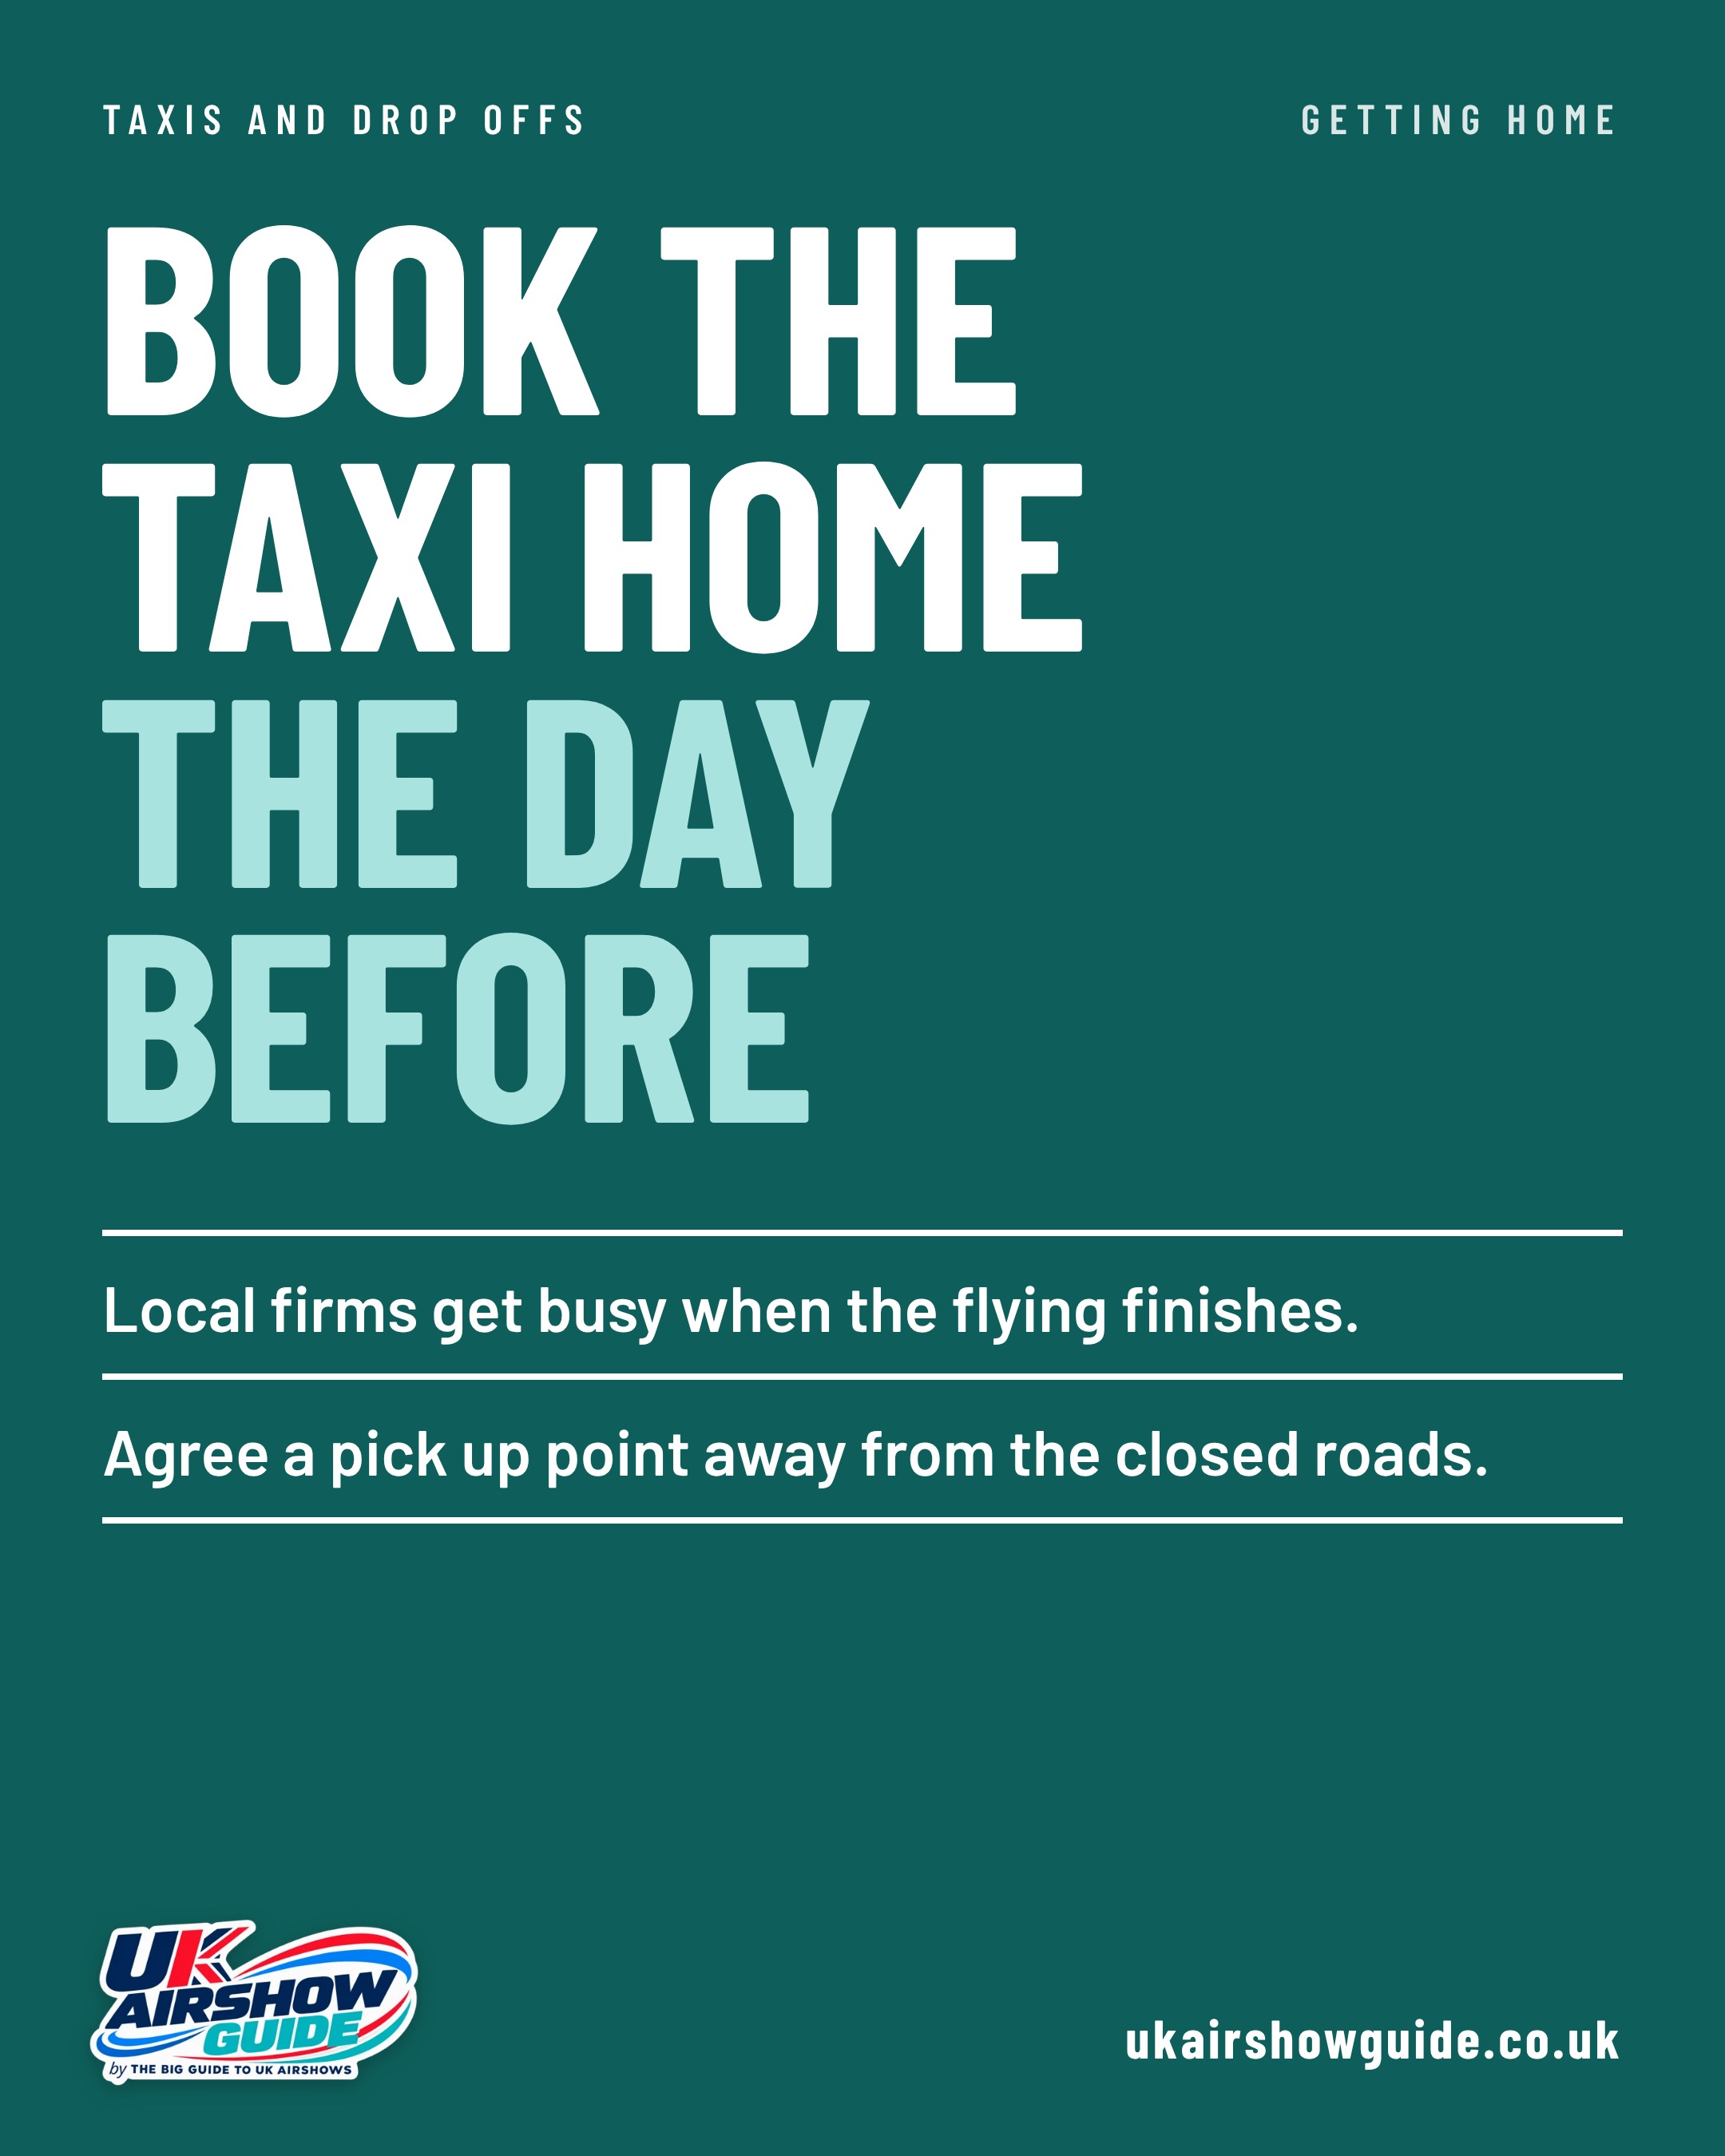 TAXIS AND DROP OFFS
GETTING HOME
BOOK THE
TAXI HOME
THE DAY
BEFORE
Local firms get busy when the flying finishes.
Agree a pick up point away from the closed roads.
UK
AIRSHOW
GUIDE
by THE BIG GUIDE TO UK AIRSHOWS
ukairshowguide.co.uk